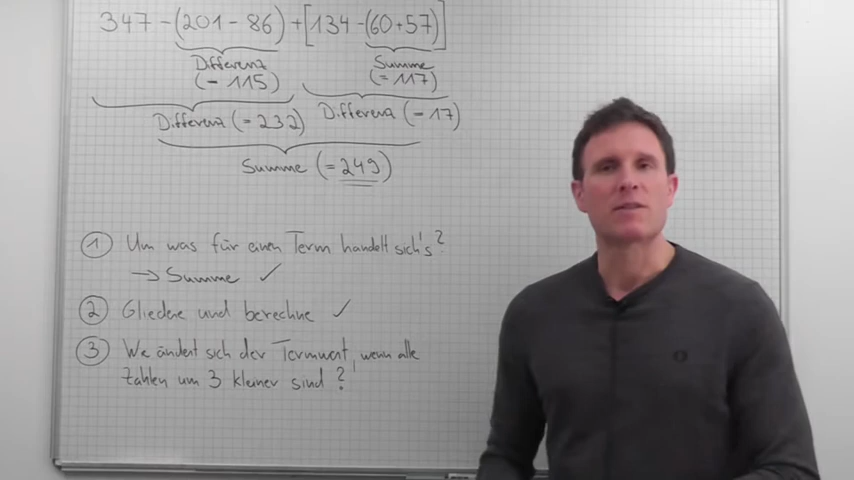 347 - (201 - 86) + [134 - (60 + 57)]
Differenz Summe
(= 115) (= 117)
Differenz (= 232) Differenz (= 17)
Summe (= 249)
① Um was für einen Term handelt sich's?
→ Summe ✓
② Gliedere und berechne ✓
③ Wie ändert sich der Termwert, wenn alle
Zahlen um 3 kleiner sind?